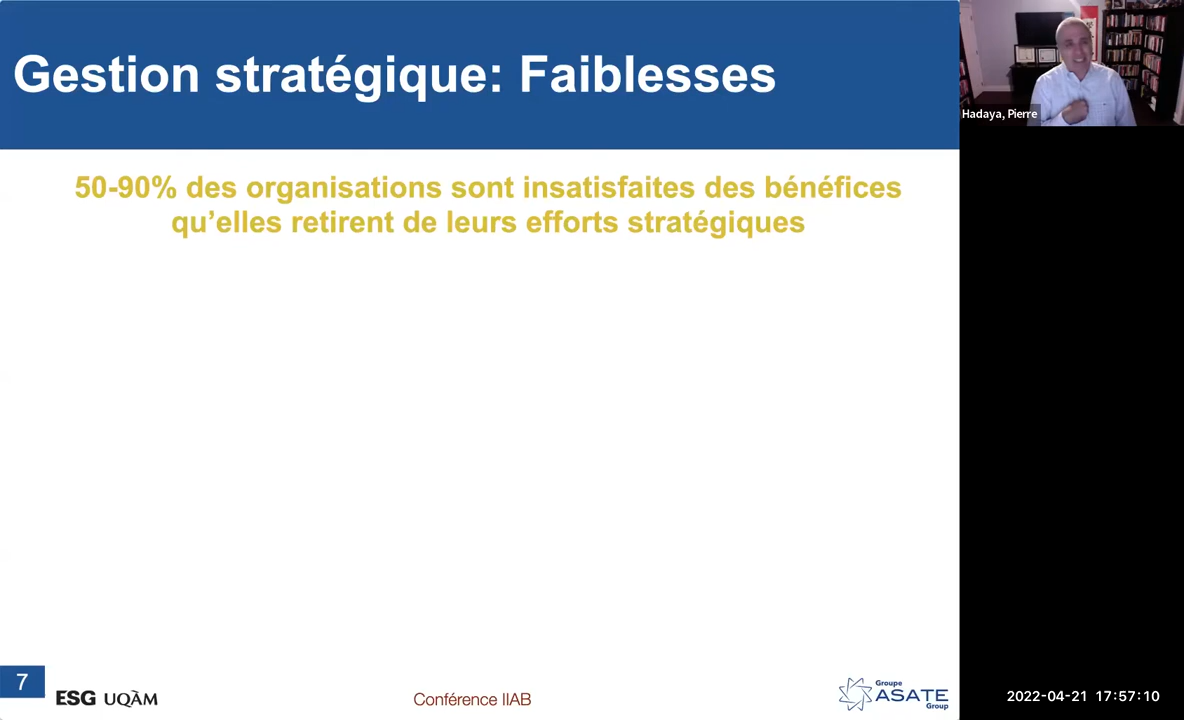 Gestion stratégique: Faiblesses
50-90% des organisations sont insatisfaites des bénéfices
qu’elles retirent de leurs efforts stratégiques
Hadaya, Pierre
7
ESG UQÀM
Conférence IIAB
Groupe
ASATE
Group
2022-04-21 17:57:10